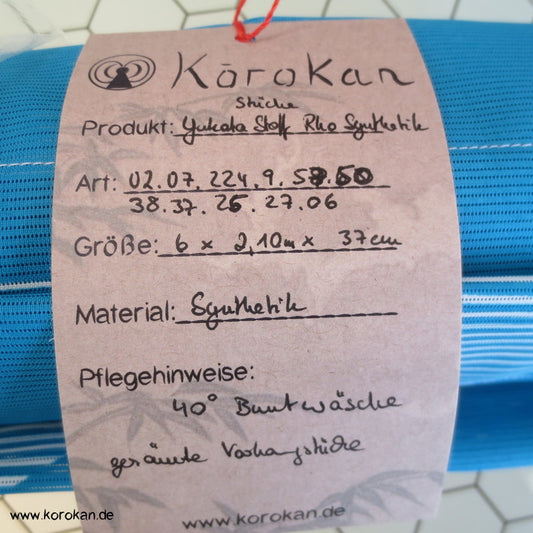 KōroKan
Stücke
Produkt: Yukata Stoff Rho Synthetik
Art: 02.07.224.9.50
38.37.26.27.06
Größe: 6 x 2,10m x 37cm
Material: Synthetik
Pflegehinweise:
40° Buntwäsche
gesäumte Vorhangstücke
www.korokan.de
www.korokan.de